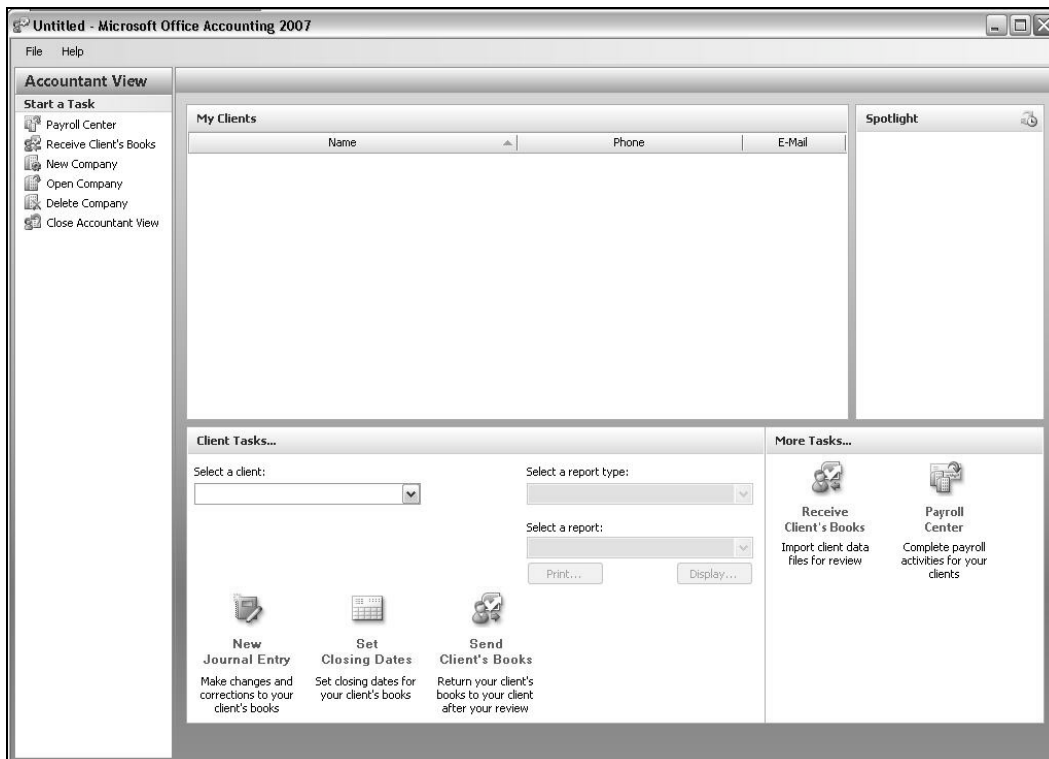 Untitled - Microsoft Office Accounting 2007
File Help
Accountant View
Start a Task
Payroll Center
Receive Client's Books
New Company
Open Company
Delete Company
Close Accountant View
My Clients
Name Phone E-Mail
Spotlight
Client Tasks...
Select a client:
Select a report type:
Select a report:
Print... Display...
New
Journal Entry
Make changes and
corrections to your
client's books
Set
Closing Dates
Set closing dates for
your client's books
Send
Client's Books
Return your client's
books to your client
after your review
More Tasks...
Receive
Client's Books
Import client data
files for review
Payroll
Center
Complete payroll
activities for your
clients